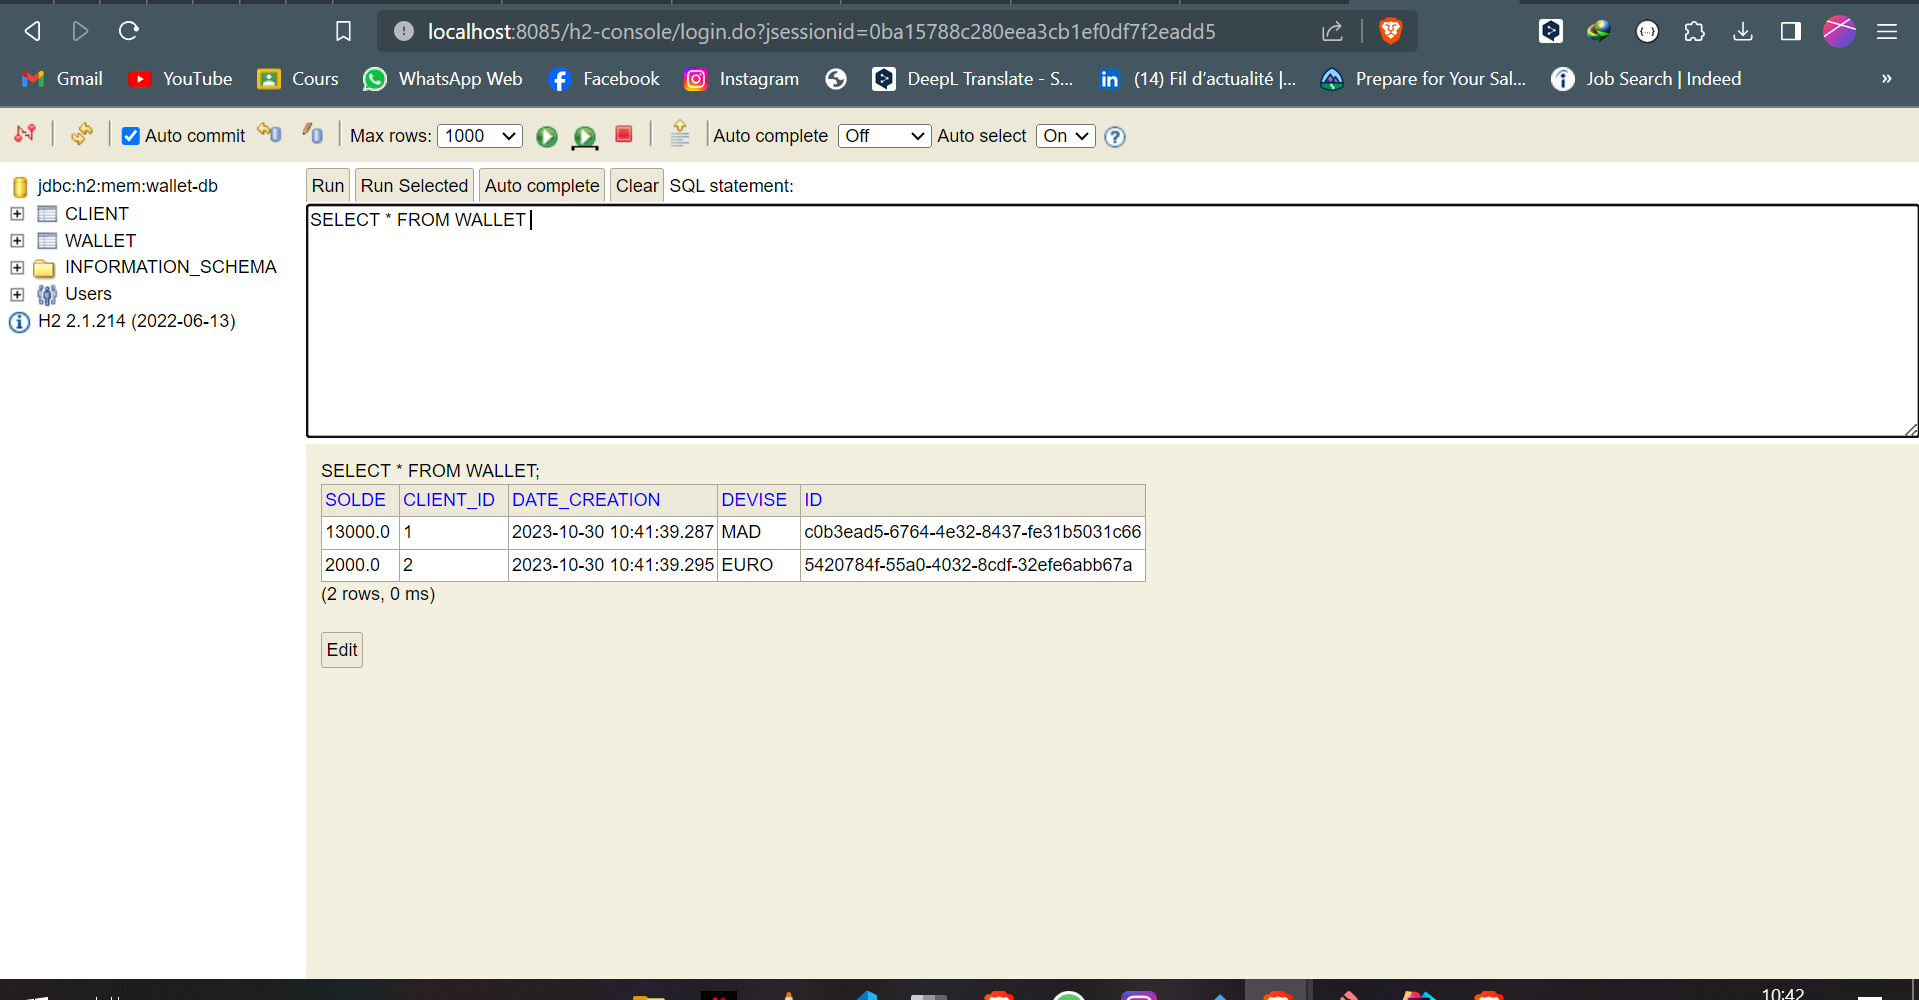 localhost:8085/h2-console/login.do?jsessionid=0ba15788c280eea3cb1ef0df7f2eadd5
Gmail YouTube Cours WhatsApp Web Facebook Instagram DeepL Translate - S... (14) Fil d'actualité |... Prepare for Your Sal... Job Search | Indeed »
Auto commit Max rows: 1000 Auto complete Off Auto select On
jdbc:h2:mem:wallet-db
CLIENT
WALLET
INFORMATION_SCHEMA
Users
H2 2.1.214 (2022-06-13)
Run Run Selected Auto complete Clear SQL statement:
SELECT * FROM WALLET
SELECT * FROM WALLET;
SOLDE CLIENT_ID DATE_CREATION DEVISE ID
13000.0 1 2023-10-30 10:41:39.287 MAD c0b3ead5-6764-4e32-8437-fe31b5031c66
2000.0 2 2023-10-30 10:41:39.295 EURO 5420784f-55a0-4032-8cdf-32efe6abb67a
(2 rows, 0 ms)
Edit
10:42